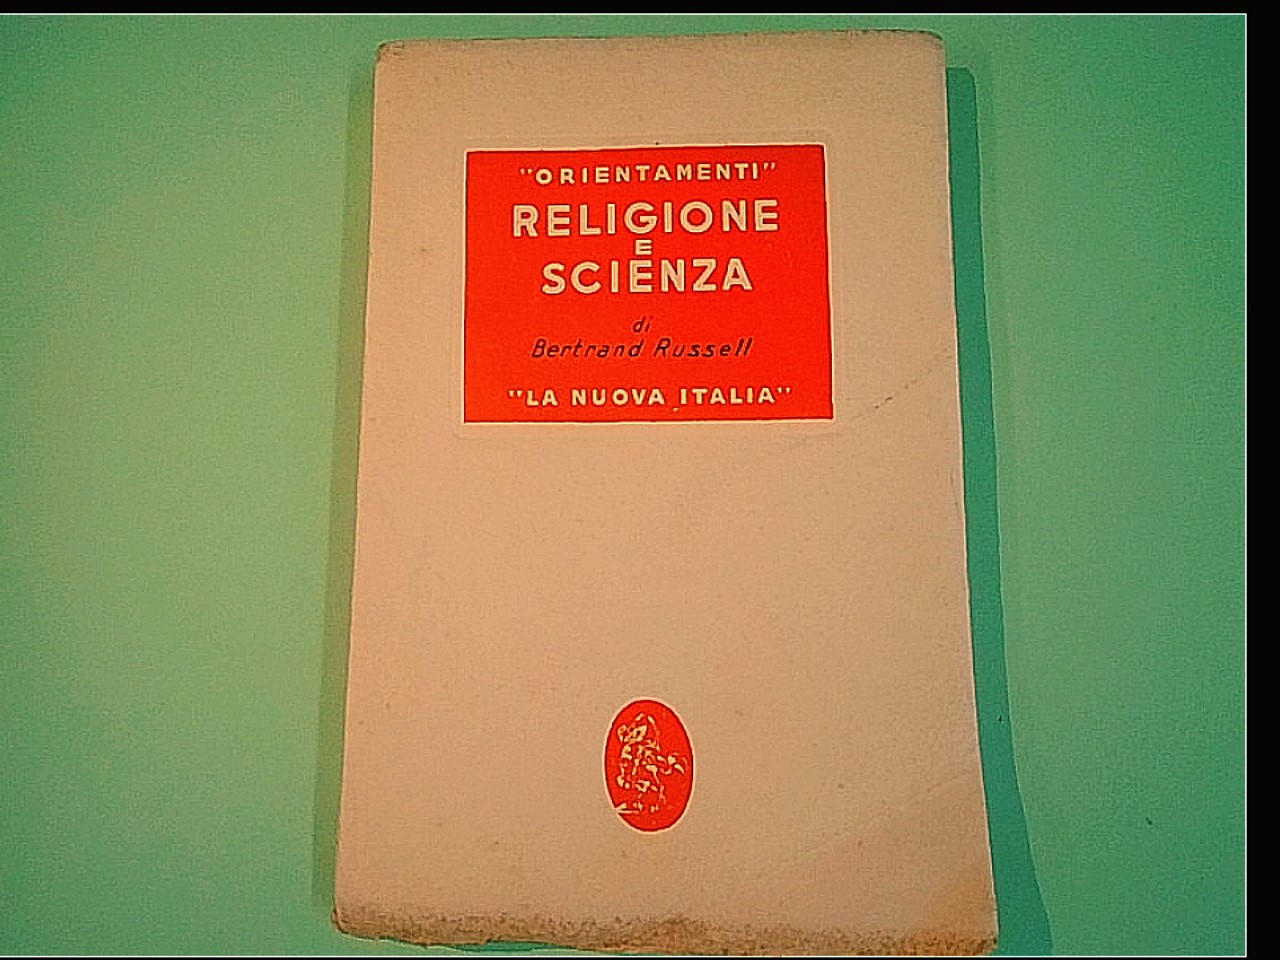 "ORIENTAMENTI"
RELIGIONE
E
SCIENZA
di
Bertrand Russell
"LA NUOVA ITALIA"